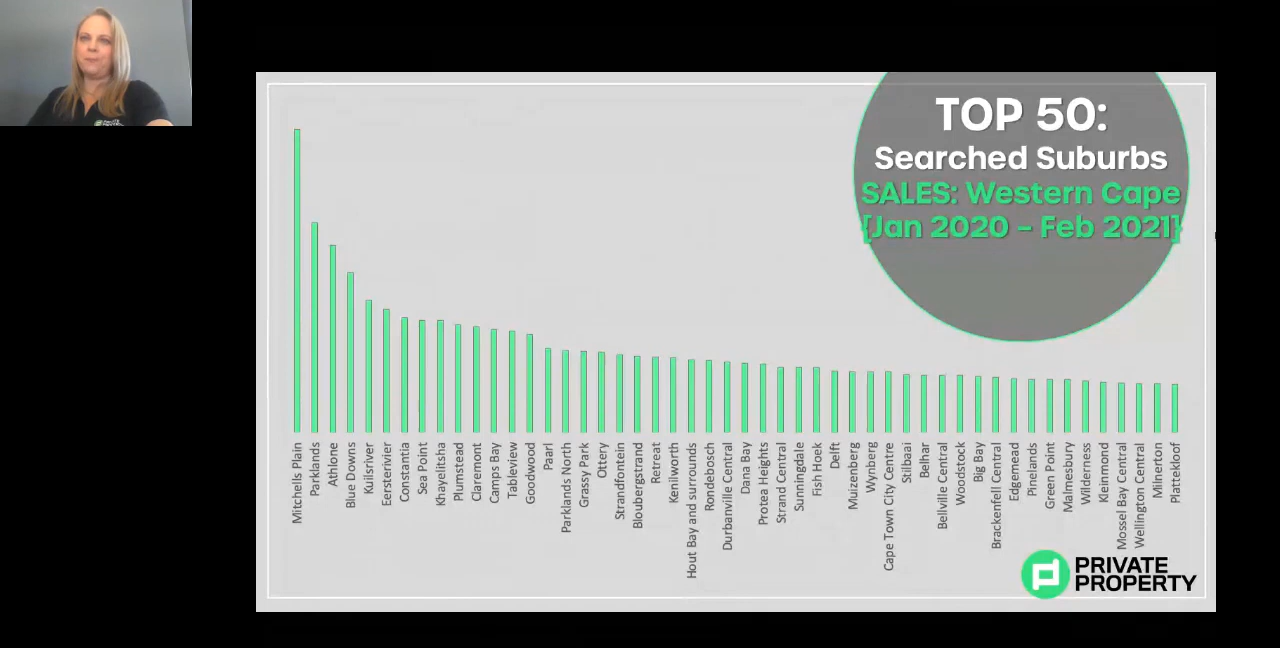 PRIVATE
TOP 50:
Searched Suburbs
SALES: Western Cape
{Jan 2020 – Feb 2021}
Mitchells Plain
Parklands
Athlone
Blue Downs
Kuilsriver
Eersterivier
Constantia
Sea Point
Khayelitsha
Plumstead
Claremont
Camps Bay
Tableview
Goodwood
Paarl
Parklands North
Grassy Park
Ottery
Strandfontein
Bloubergstrand
Retreat
Kenilworth
Hout Bay and surrounds
Rondebosch
Durbanville Central
Dana Bay
Protea Heights
Strand Central
Sunningdale
Fish Hoek
Delft
Muizenberg
Wynberg
Cape Town City Centre
Stilbaai
Belhar
Bellville Central
Woodstock
Big Bay
Brackenfell Central
Edgemead
Pinelands
Green Point
Malmesbury
Wilderness
Kleinmond
Mossel Bay Central
Wellington Central
Milnerton
Plattekloof
PRIVATE
PROPERTY